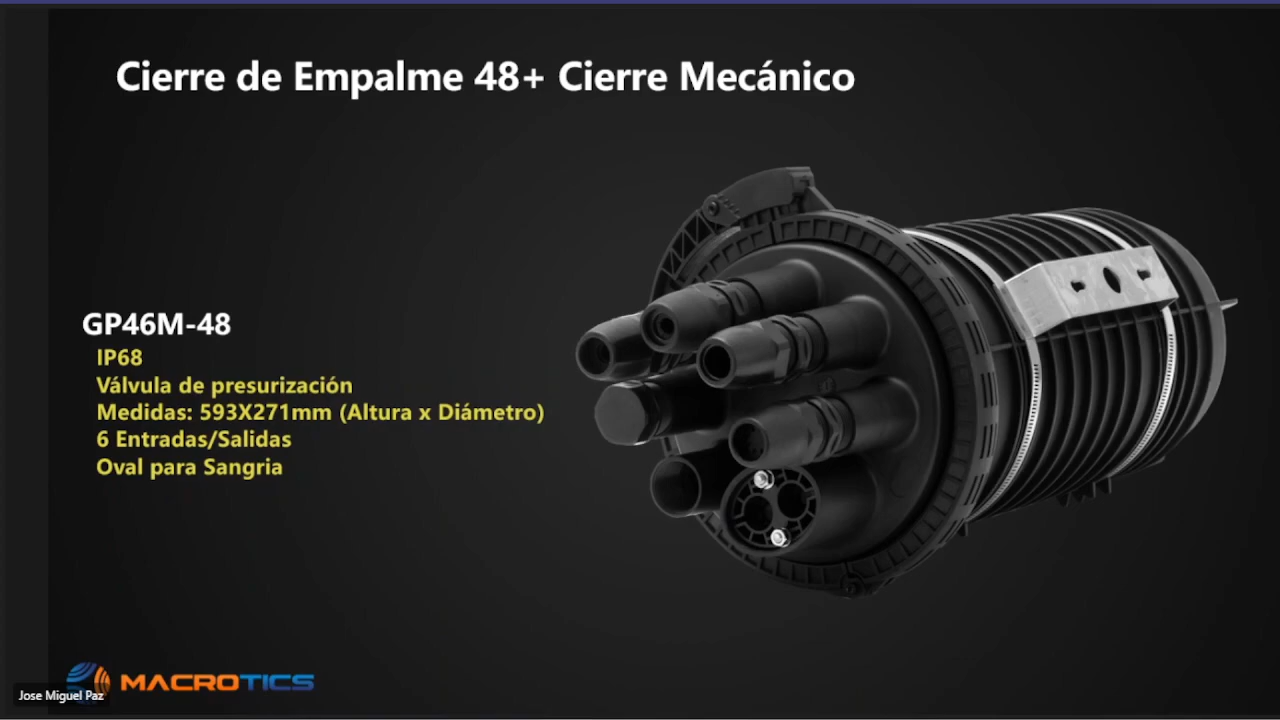 Cierre de Empalme 48+ Cierre Mecánico
GP46M-48
IP68
Válvula de presurización
Medidas: 593X271mm (Altura x Diámetro)
6 Entradas/Salidas
Oval para Sangria
MACROTICS
Jose Miguel Paz